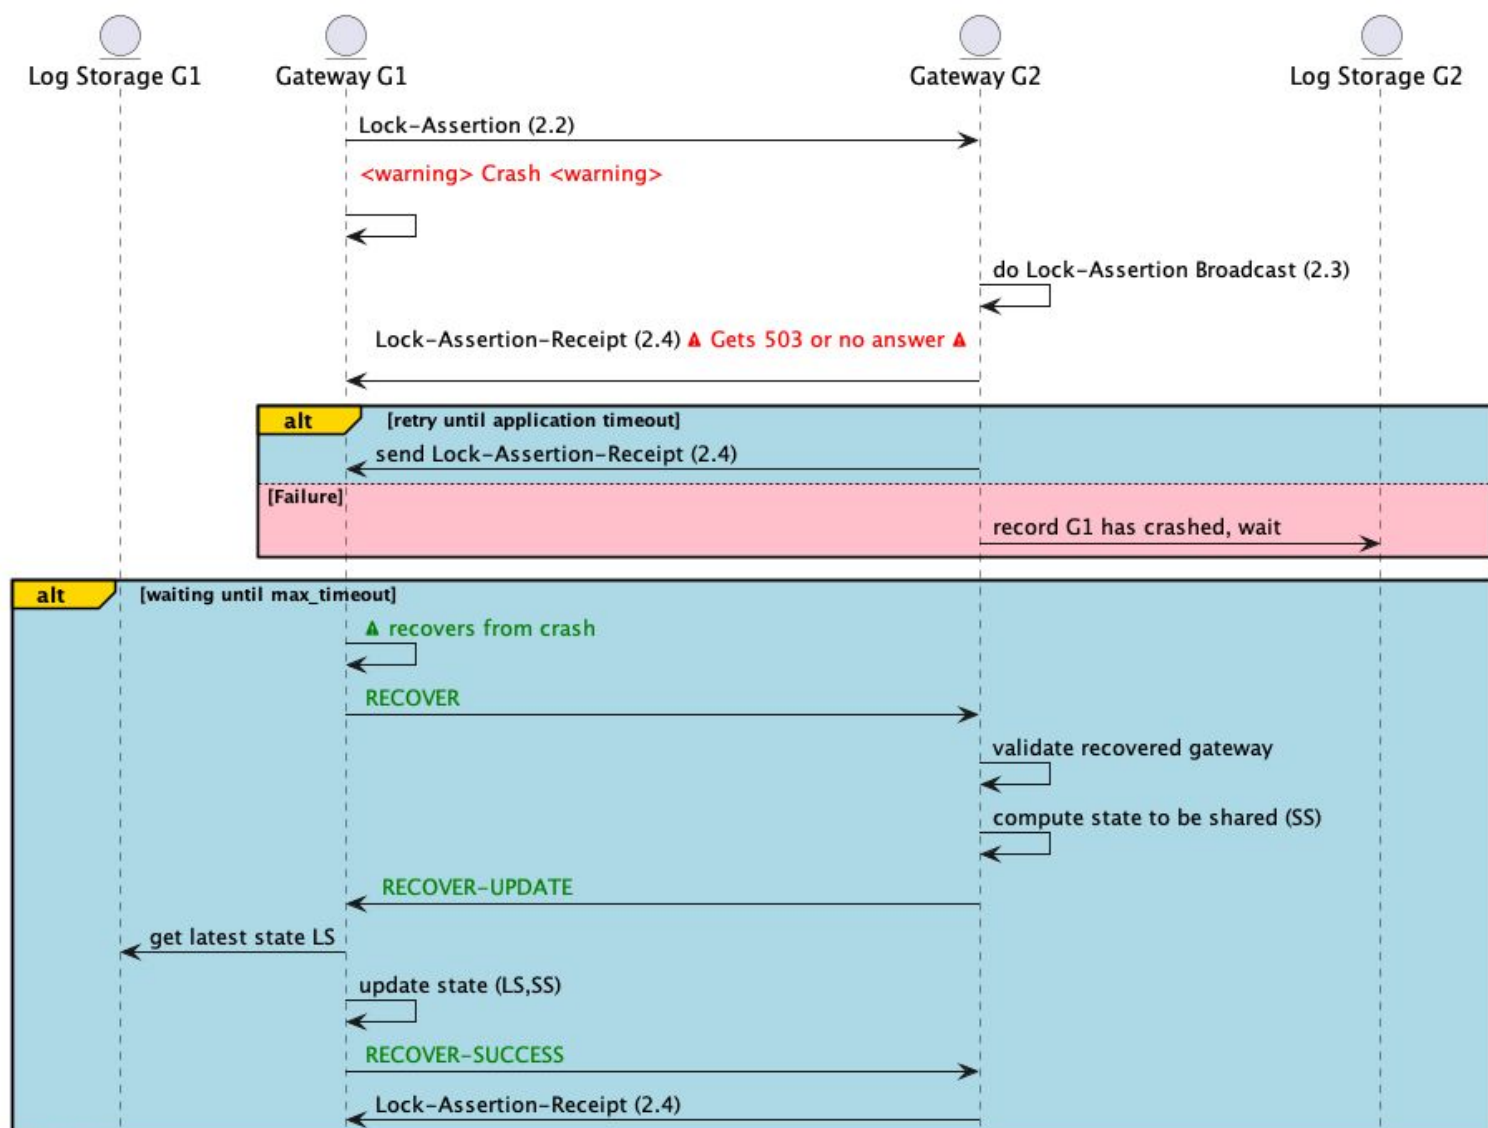 Log Storage G1
Gateway G1
Gateway G2
Log Storage G2
Lock-Assertion (2.2)
<warning> Crash <warning>
do Lock-Assertion Broadcast (2.3)
Lock-Assertion-Receipt (2.4) ⚠ Gets 503 or no answer ⚠
alt [retry until application timeout]
send Lock-Assertion-Receipt (2.4)
[Failure]
record G1 has crashed, wait
alt [waiting until max_timeout]
⚠ recovers from crash
RECOVER
validate recovered gateway
compute state to be shared (SS)
RECOVER-UPDATE
get latest state LS
update state (LS,SS)
RECOVER-SUCCESS
Lock-Assertion-Receipt (2.4)